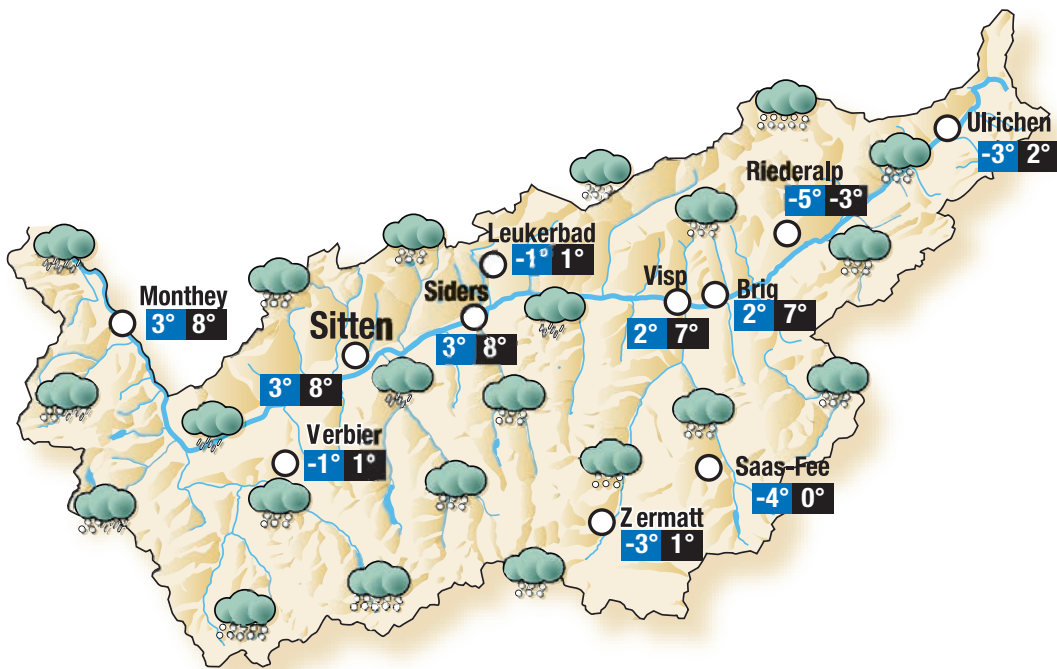 Ulrichen
-3° 2°
Riederalp
-5° -3°
Leukerbad
-1° 1°
Visp
2° 7°
Brig
2° 7°
Monthey
3° 8°
Siders
3° 8°
Sitten
3° 8°
Verbier
-1° 1°
Saas-Fee
-4° 0°
Zermatt
-3° 1°